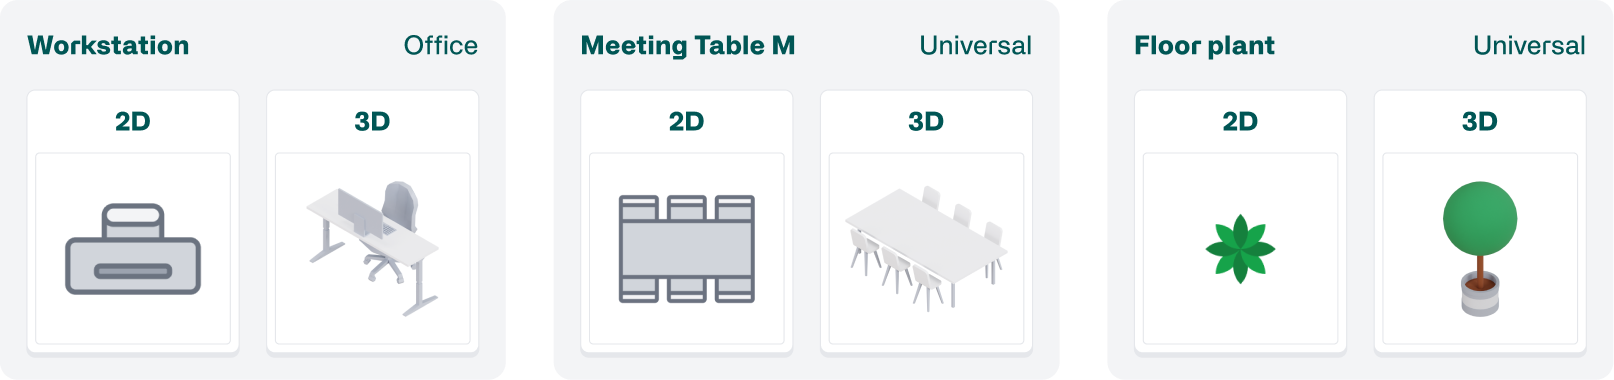 Workstation Office
2D 3D
Meeting Table M Universal
2D 3D
Floor plant Universal
2D 3D